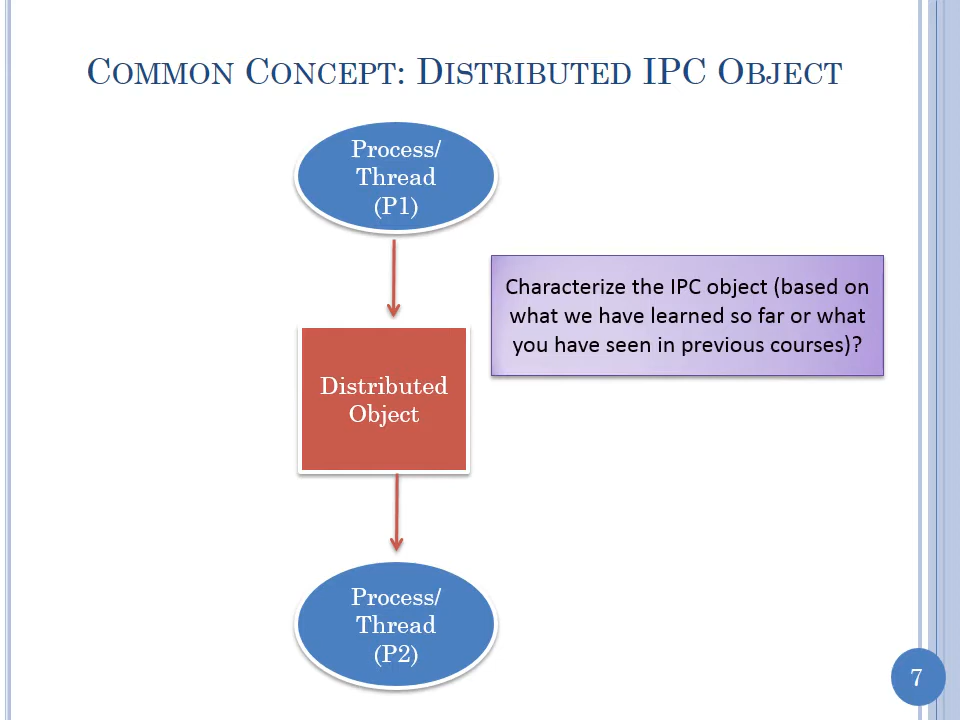 COMMON CONCEPT: DISTRIBUTED IPC OBJECT
Process/
Thread
(P1)
Characterize the IPC object (based on
what we have learned so far or what
you have seen in previous courses)?
Distributed
Object
Process/
Thread
(P2)
7